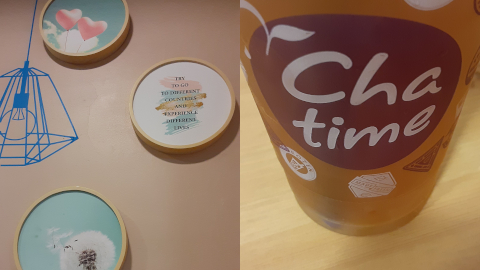 TRY
TO GO
TO DIFFERENT
COUNTRIES
AND
EXPERIENCE
DIFFERENT
LIVES
Cha
time